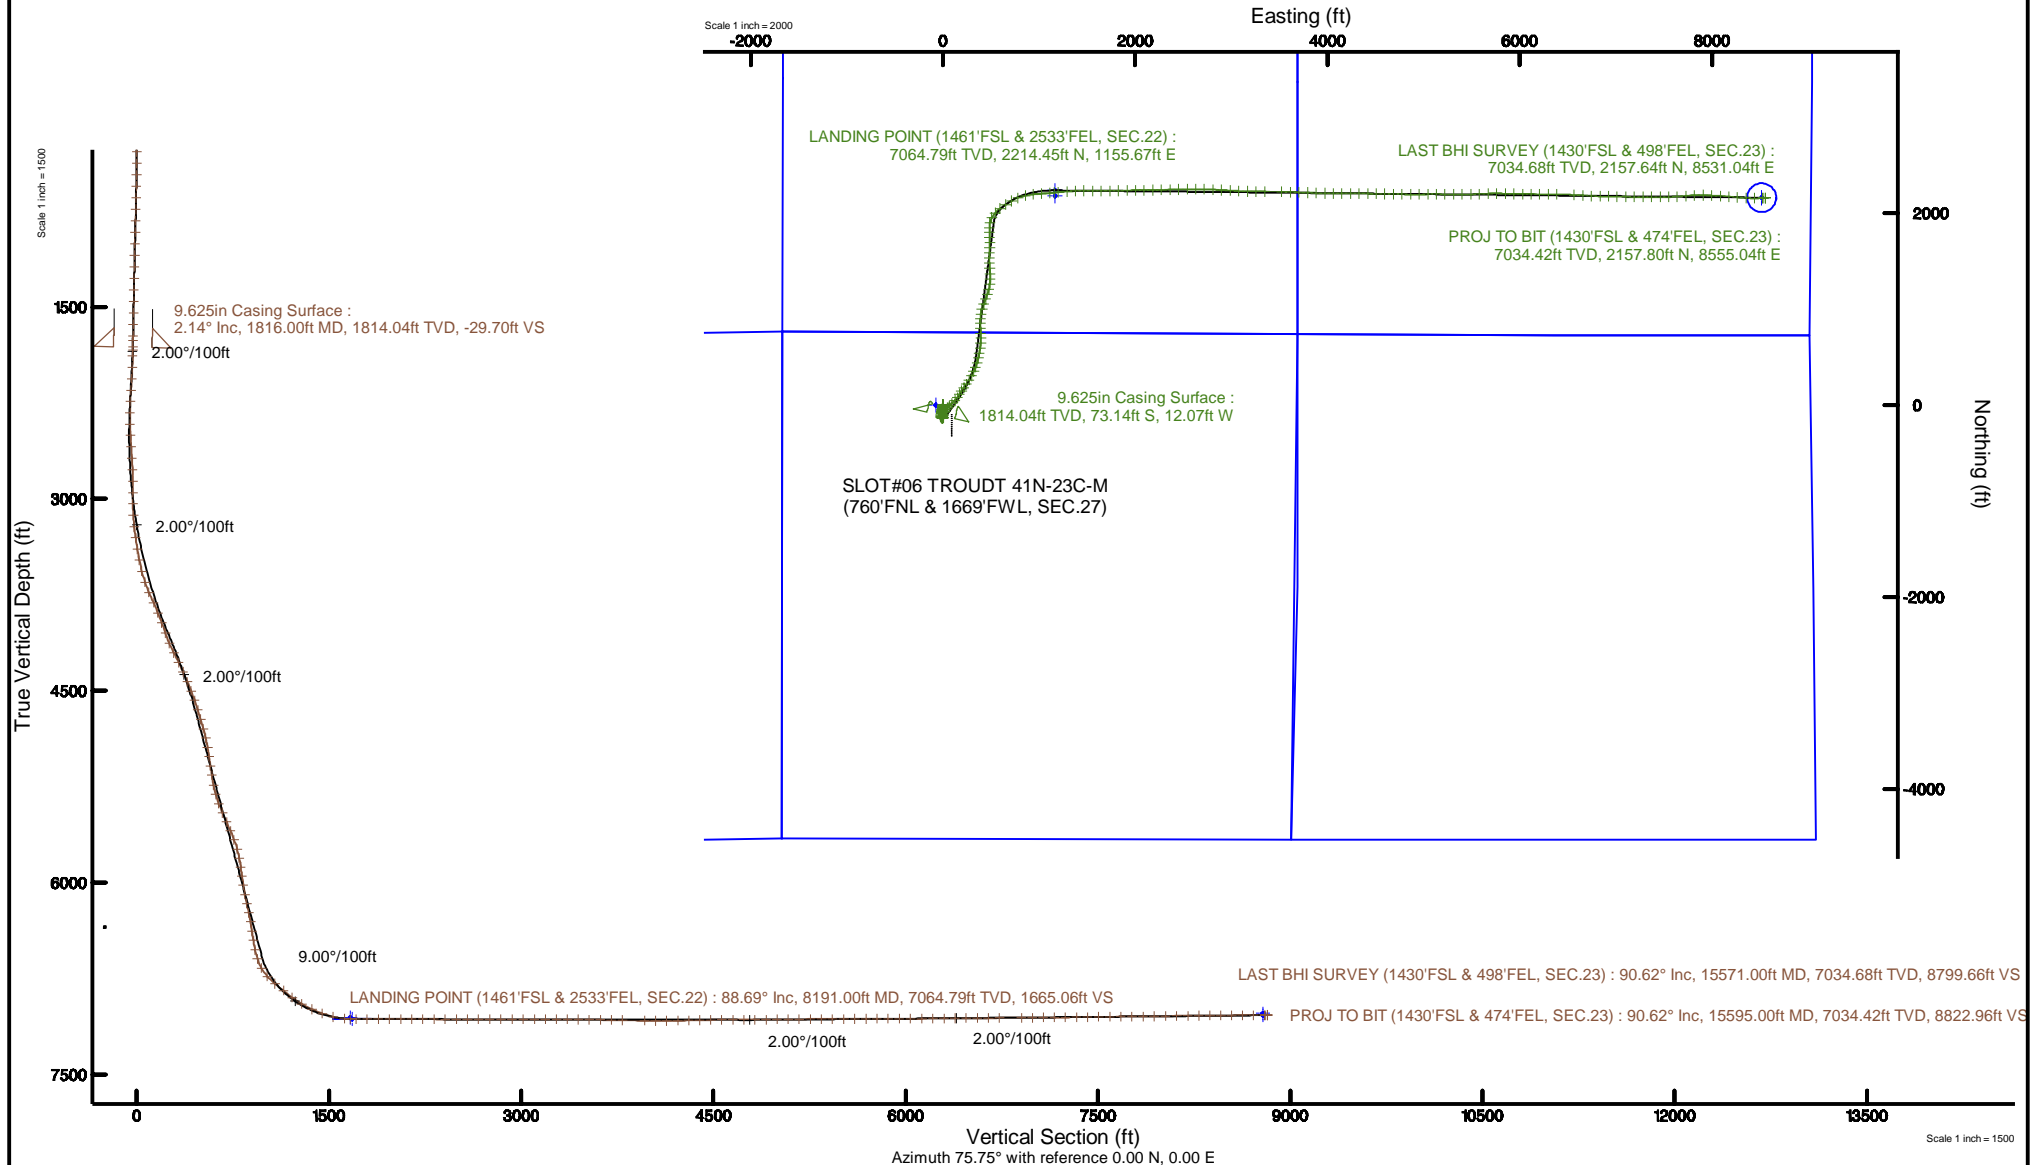 Scale 1 inch = 2000
Easting (ft)
-2000 0 2000 4000 6000 8000
LANDING POINT (1461'FSL & 2533'FEL, SEC.22) :
7064.79ft TVD, 2214.45ft N, 1155.67ft E
LAST BHI SURVEY (1430'FSL & 498'FEL, SEC.23) :
7034.68ft TVD, 2157.64ft N, 8531.04ft E
PROJ TO BIT (1430'FSL & 474'FEL, SEC.23) :
7034.42ft TVD, 2157.80ft N, 8555.04ft E
9.625in Casing Surface :
1814.04ft TVD, 73.14ft S, 12.07ft W
SLOT#06 TROUDT 41N-23C-M
(760'FNL & 1669'FWL, SEC.27)
2000
0
-2000
-4000
Northing (ft)
Scale 1 inch = 1500
True Vertical Depth (ft)
1500
3000
4500
6000
7500
9.625in Casing Surface :
2.14° Inc, 1816.00ft MD, 1814.04ft TVD, -29.70ft VS
2.00°/100ft
2.00°/100ft
2.00°/100ft
9.00°/100ft
LANDING POINT (1461'FSL & 2533'FEL, SEC.22) : 88.69° Inc, 8191.00ft MD, 7064.79ft TVD, 1665.06ft VS
LAST BHI SURVEY (1430'FSL & 498'FEL, SEC.23) : 90.62° Inc, 15571.00ft MD, 7034.68ft TVD, 8799.66ft VS
PROJ TO BIT (1430'FSL & 474'FEL, SEC.23) : 90.62° Inc, 15595.00ft MD, 7034.42ft TVD, 8822.96ft VS
2.00°/100ft 2.00°/100ft
0 1500 3000 4500 6000 7500 9000 10500 12000 13500
Vertical Section (ft)
Azimuth 75.75° with reference 0.00 N, 0.00 E
Scale 1 inch = 1500